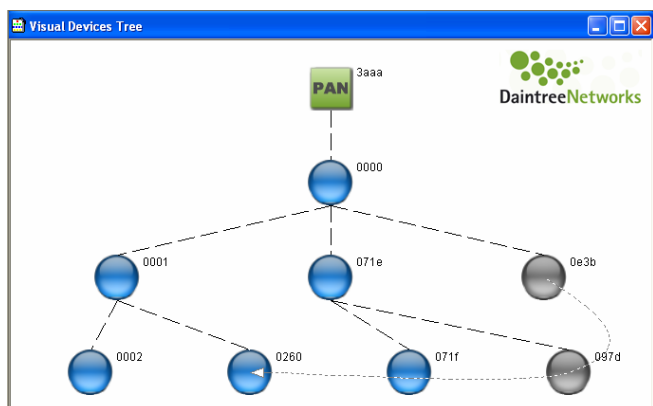 Visual Devices Tree
DaintreeNetworks
3aaa
PAN
0000
0001
071e
0e3b
0002
0260
071f
097d